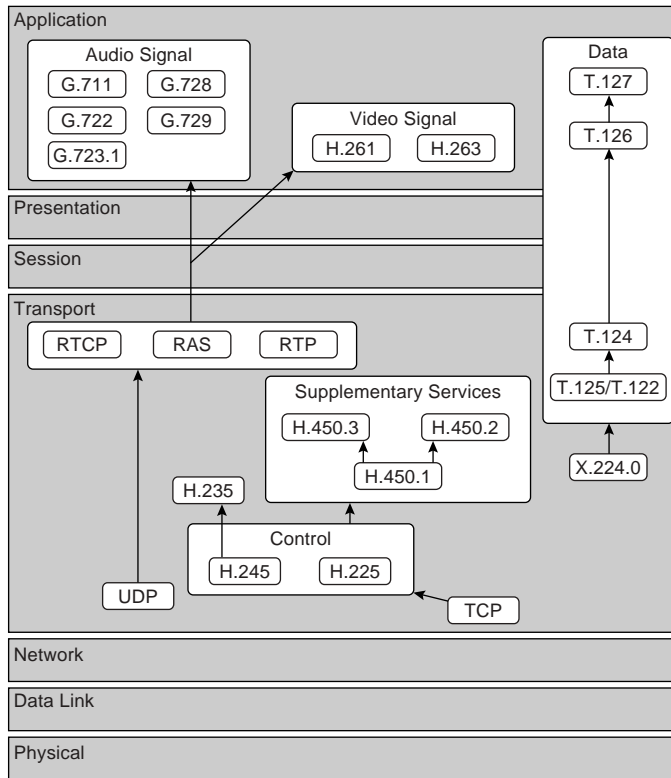 Application
Audio Signal
Data
G.711 G.728
T.127
G.722 G.729
Video Signal
T.126
G.723.1
H.261 H.263
Presentation
Session
Transport
RTCP RAS RTP
T.124
Supplementary Services
T.125/T.122
H.450.3 H.450.2
H.450.1
X.224.0
H.235
Control
H.245 H.225
UDP
TCP
Network
Data Link
Physical